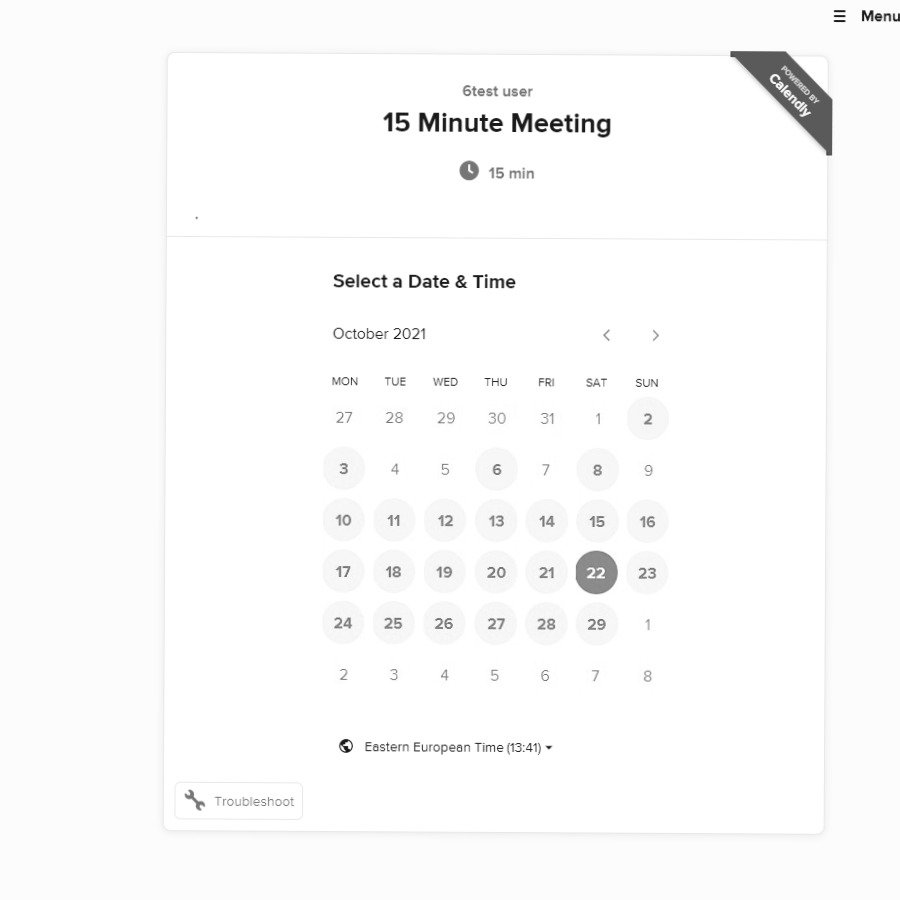 Menu
POWERED BY
Calendly
6test user
15 Minute Meeting
15 min
Select a Date & Time
October 2021
MON TUE WED THU FRI SAT SUN
27 28 29 30 31 1 2
3 4 5 6 7 8 9
10 11 12 13 14 15 16
17 18 19 20 21 22 23
24 25 26 27 28 29 1
2 3 4 5 6 7 8
Eastern European Time (13:41)
Troubleshoot